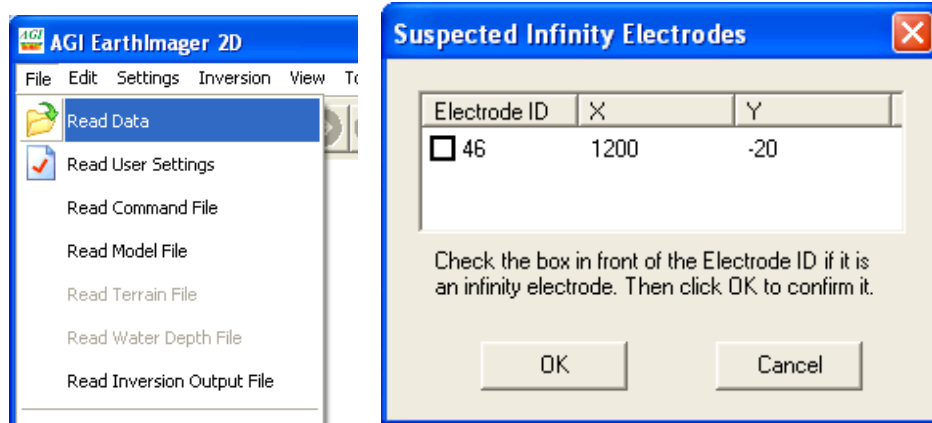 AGI EarthImager 2D
File Edit Settings Inversion View
Read Data
Read User Settings
Read Command File
Read Model File
Read Terrain File
Read Water Depth File
Read Inversion Output File
Suspected Infinity Electrodes
Electrode ID X Y
46 1200 -20
Check the box in front of the Electrode ID if it is
an infinity electrode. Then click OK to confirm it.
OK Cancel